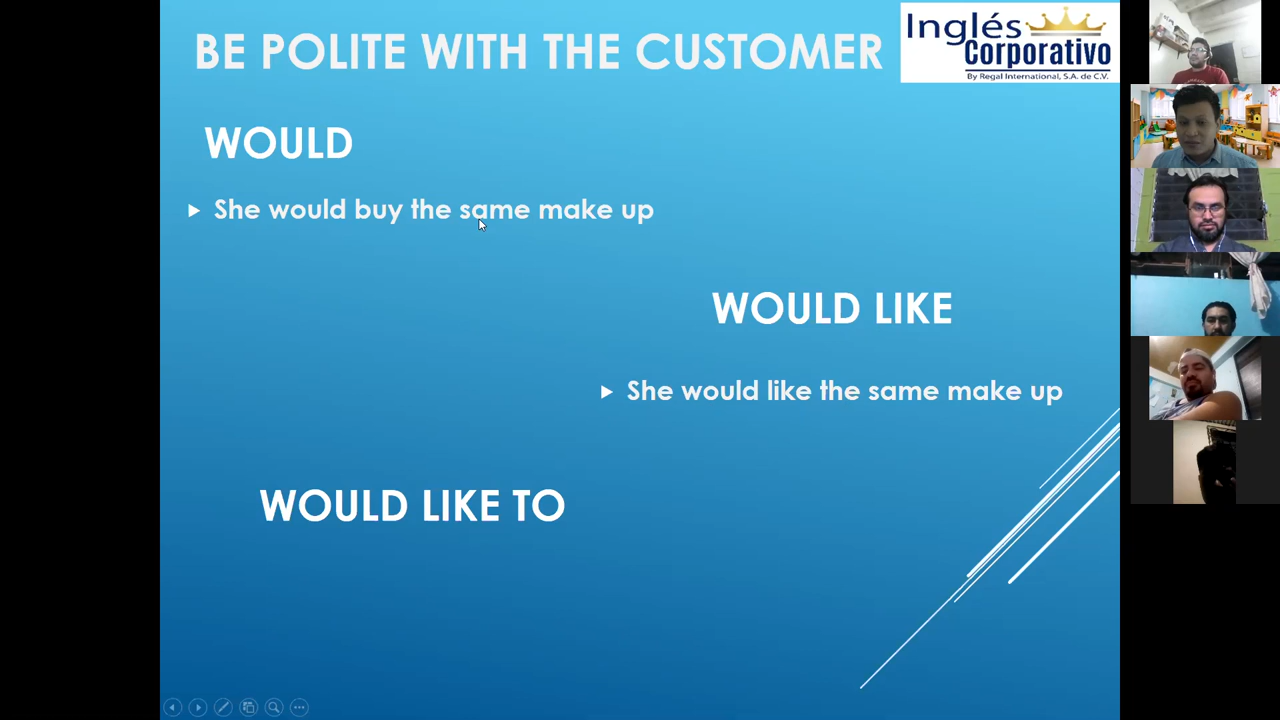 BE POLITE WITH THE CUSTOMER
Inglés
Corporativo
By Regal International, S.A. de C.V.
WOULD
She would buy the same make up
WOULD LIKE
She would like the same make up
WOULD LIKE TO